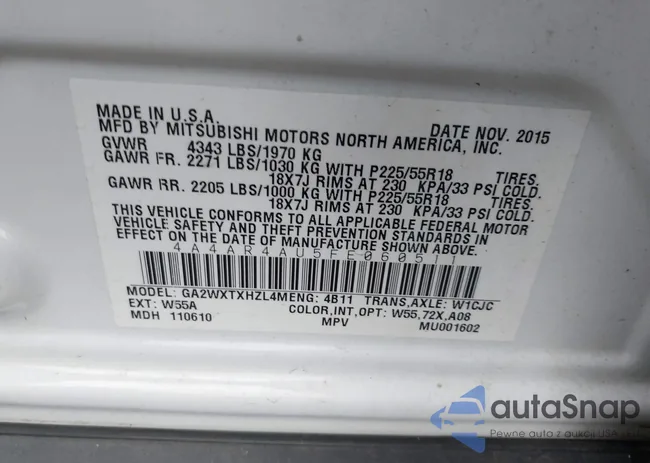 MADE IN U.S.A. DATE NOV. 2015
MFD BY MITSUBISHI MOTORS NORTH AMERICA, INC.
GVWR 4343 LBS/1970 KG
GAWR FR. 2271 LBS/1030 KG WITH P225/55R18 TIRES.
18X7J RIMS AT 230 KPA/33 PSI COLD.
GAWR RR. 2205 LBS/1000 KG WITH P225/55R18 TIRES.
18X7J RIMS AT 230 KPA/33 PSI COLD.
THIS VEHICLE CONFORMS TO ALL APPLICABLE FEDERAL MOTOR
VEHICLE SAFETY AND THEFT PREVENTION STANDARDS IN
EFFECT ON THE DATE OF MANUFACTURE SHOWN ABOVE.
4A4AR4AU5FE060511
MODEL: GA2WXTXHZL4MENG: 4B11 TRANS,AXLE: W1CJC
EXT: W55A COLOR,INT,OPT: W55,72X,A08
MDH 110610 MPV MU001602
autoSnap
Pewne auto z aukcji USA